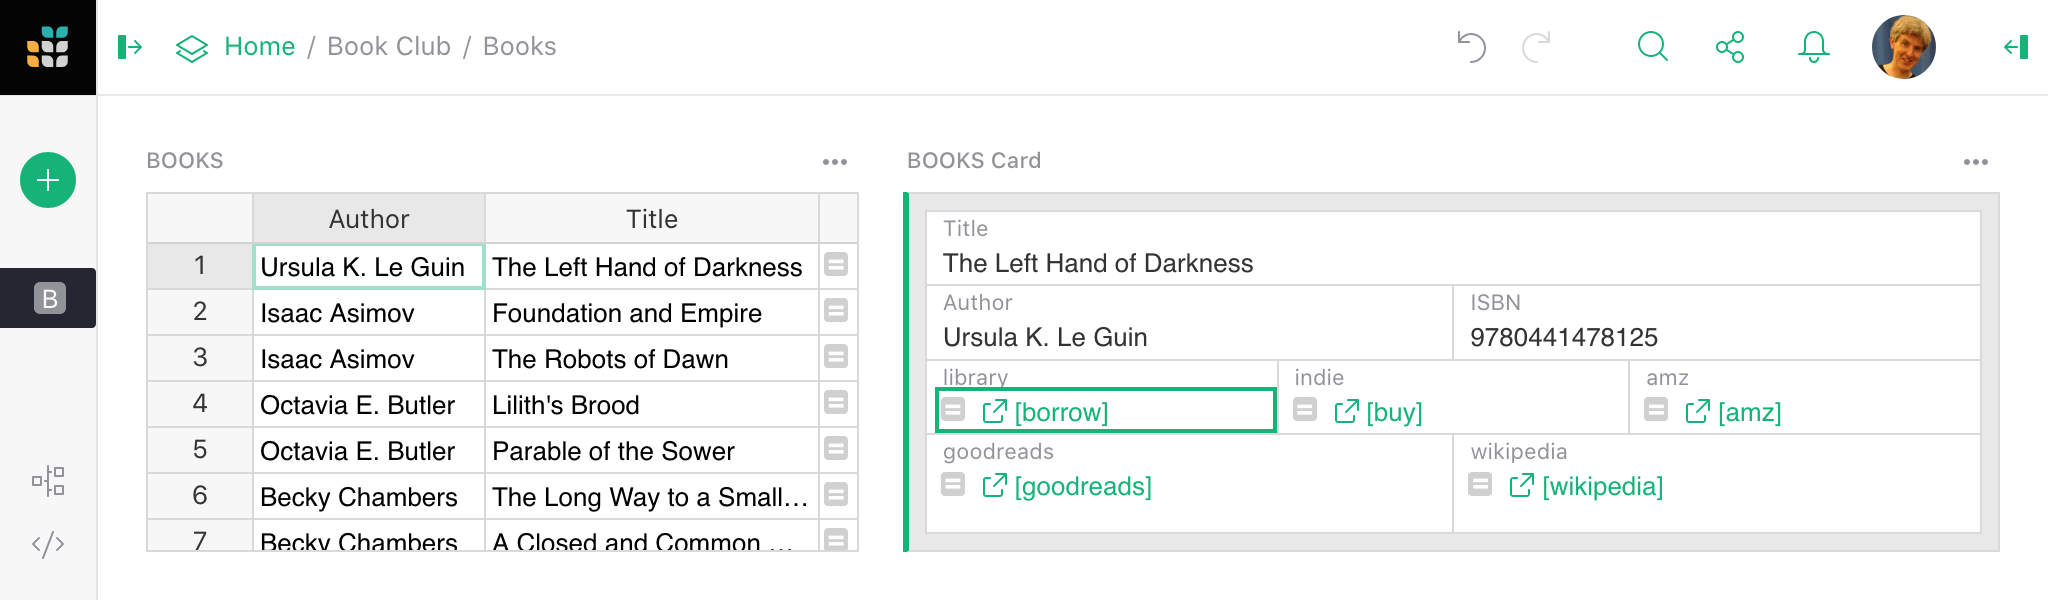 Home / Book Club / Books
BOOKS
Author Title
1 Ursula K. Le Guin The Left Hand of Darkness
2 Isaac Asimov Foundation and Empire
3 Isaac Asimov The Robots of Dawn
4 Octavia E. Butler Lilith's Brood
5 Octavia E. Butler Parable of the Sower
6 Becky Chambers The Long Way to a Small...
7 Becky Chambers A Closed and Common ...
B
</>
BOOKS Card
Title
The Left Hand of Darkness
Author ISBN
Ursula K. Le Guin 9780441478125
library indie amz
[borrow] [buy] [amz]
goodreads wikipedia
[goodreads] [wikipedia]